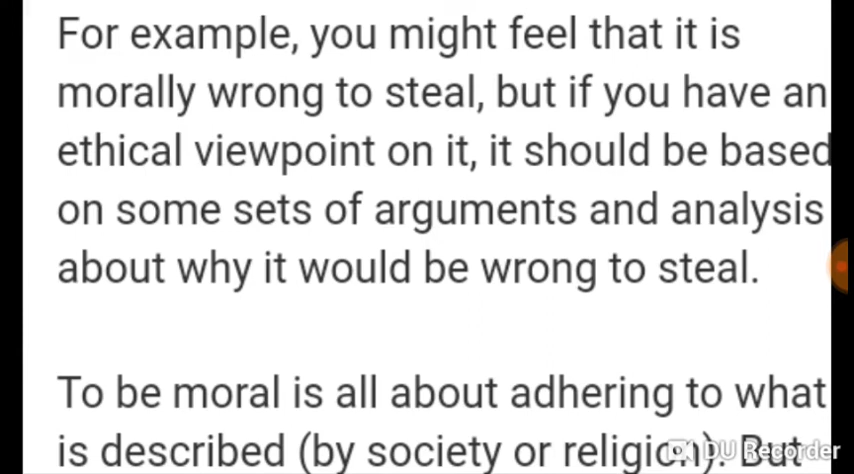 For example, you might feel that it is
morally wrong to steal, but if you have an
ethical viewpoint on it, it should be based
on some sets of arguments and analysis
about why it would be wrong to steal.
To be moral is all about adhering to what
is described (by society or religion). But
DU Recorder